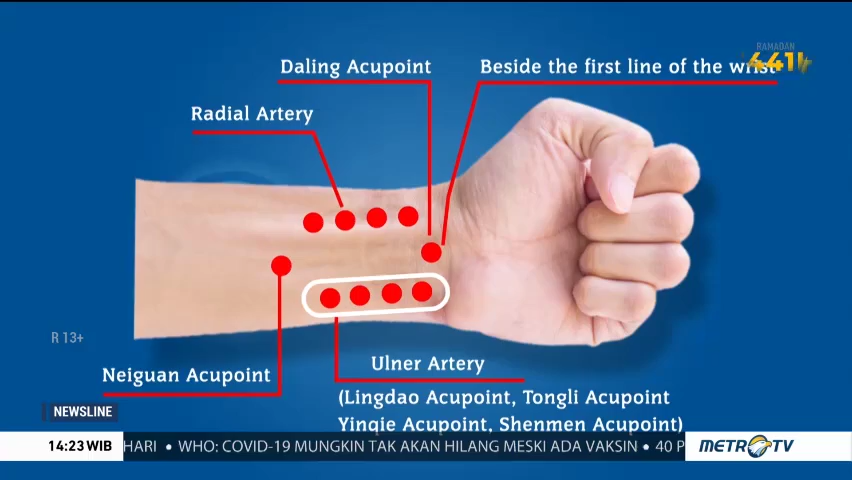 RAMADAN
1441H
Daling Acupoint
Beside the first line of the wrist
Radial Artery
R 13+
Neiguan Acupoint
Ulner Artery
(Lingdao Acupoint, Tongli Acupoint
Yinqie Acupoint, Shenmen Acupoint)
NEWSLINE
14:23 WIB
HARI • WHO: COVID-19 MUNGKIN TAK AKAN HILANG MESKI ADA VAKSIN • 40 P
METRO TV